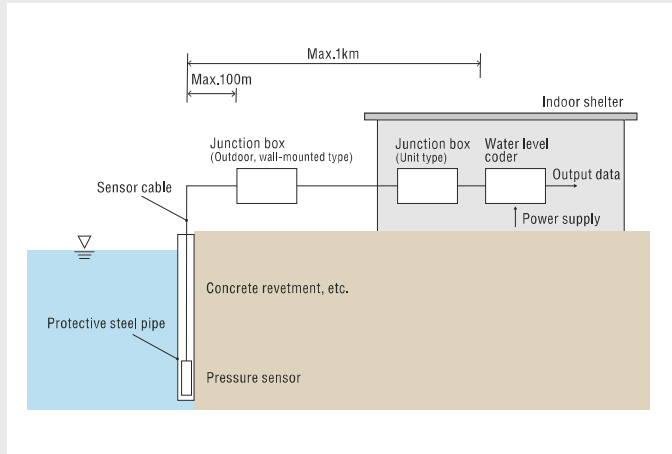 Max.1km
Max.100m
Indoor shelter
Junction box
(Outdoor, wall-mounted type)
Junction box
(Unit type)
Water level
coder
Sensor cable
Output data
Power supply
Concrete revetment, etc.
Protective steel pipe
Pressure sensor